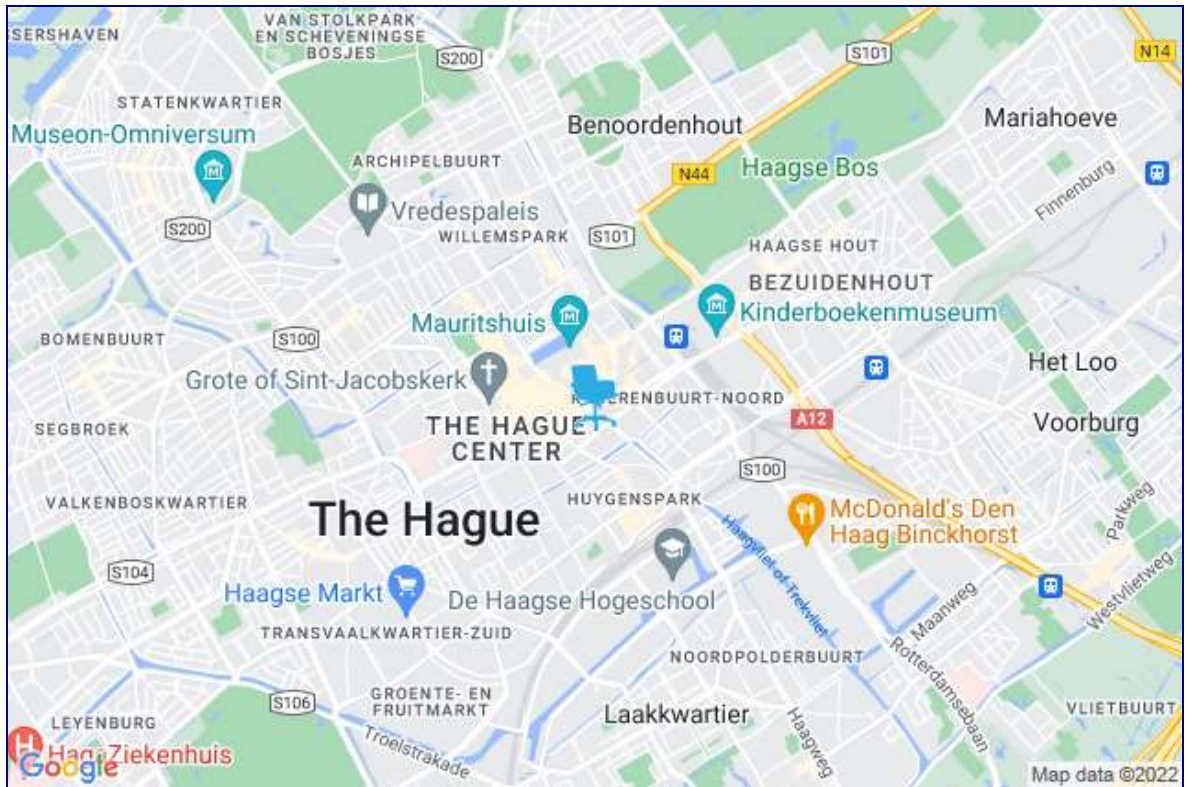 SSERSHAVEN
VAN STOLKPARK
EN SCHEVENINGSE
BOSJES
S200
S101
N14
STATENKWARTIER
Museon-Omniversum
Benoordenhout
Mariahoeve
ARCHIPELBUURT
N44
Haagse Bos
Finnenburg
Vredespaleis
S200
WILLEMSPARK
S101
HAAGSE HOUT
BEZUIDENHOUT
Kinderboekenmuseum
Mauritshuis
BOMENBUURT
S100
Het Loo
Grote of Sint-Jacobskerk
ERENBUURT-NOORD
A12
Voorburg
SEGBROEK
THE HAGUE
CENTER
S100
VALKENBOSKWARTIER
HUYGENSPARK
The Hague
McDonald's Den
Haag Binckhorst
Parkweg
Haagvliet of Trekvliet
S104
Haagse Markt
De Haagse Hogeschool
Maanweg
Westvlietweg
TRANSVAALKWARTIER-ZUID
NOORDPOLDERBUURT
Rotterdamsebaan
S106
GROENTE- EN
FRUITMARKT
Laakkwartier
VLIETBUURT
LEYENBURG
Troelstrakade
Haagweg
HagaZiekenhuis
Google
Map data ©2022